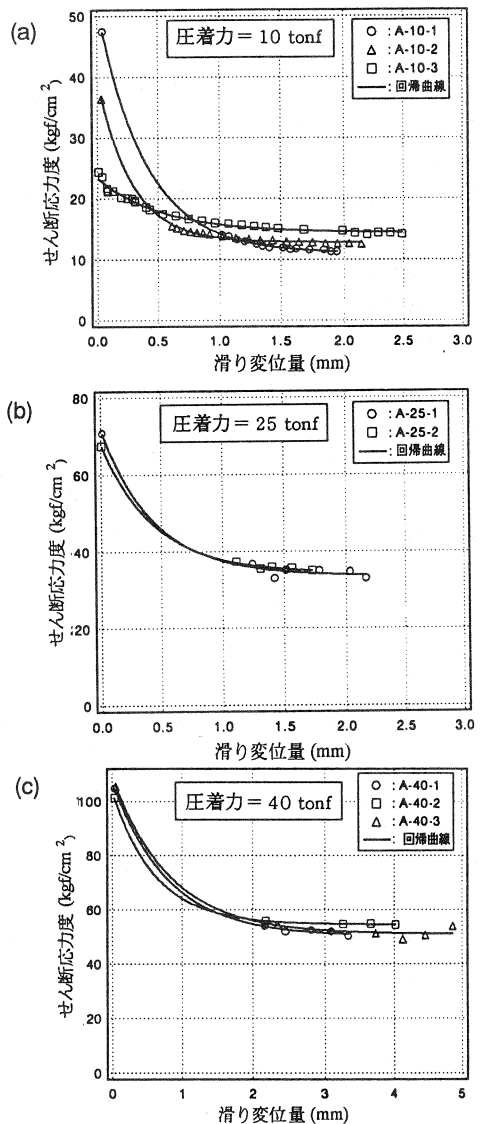 (a)
圧着力 = 10 tonf
: A-10-1
: A-10-2
: A-10-3
: 回帰曲線
せん断応力度 (kgf/cm²)
50
40
30
20
10
0
0.0 0.5 1.0 1.5 2.0 2.5 3.0
滑り変位量 (mm)
(b)
圧着力 = 25 tonf
: A-25-1
: A-25-2
: 回帰曲線
せん断応力度 (kgf/cm²)
80
60
40
20
0
0.0 0.5 1.0 1.5 2.0 2.5 3.0
滑り変位量 (mm)
(c)
圧着力 = 40 tonf
: A-40-1
: A-40-2
: A-40-3
: 回帰曲線
せん断応力度 (kgf/cm²)
100
80
60
40
20
0
0 1 2 3 4 5
滑り変位量 (mm)